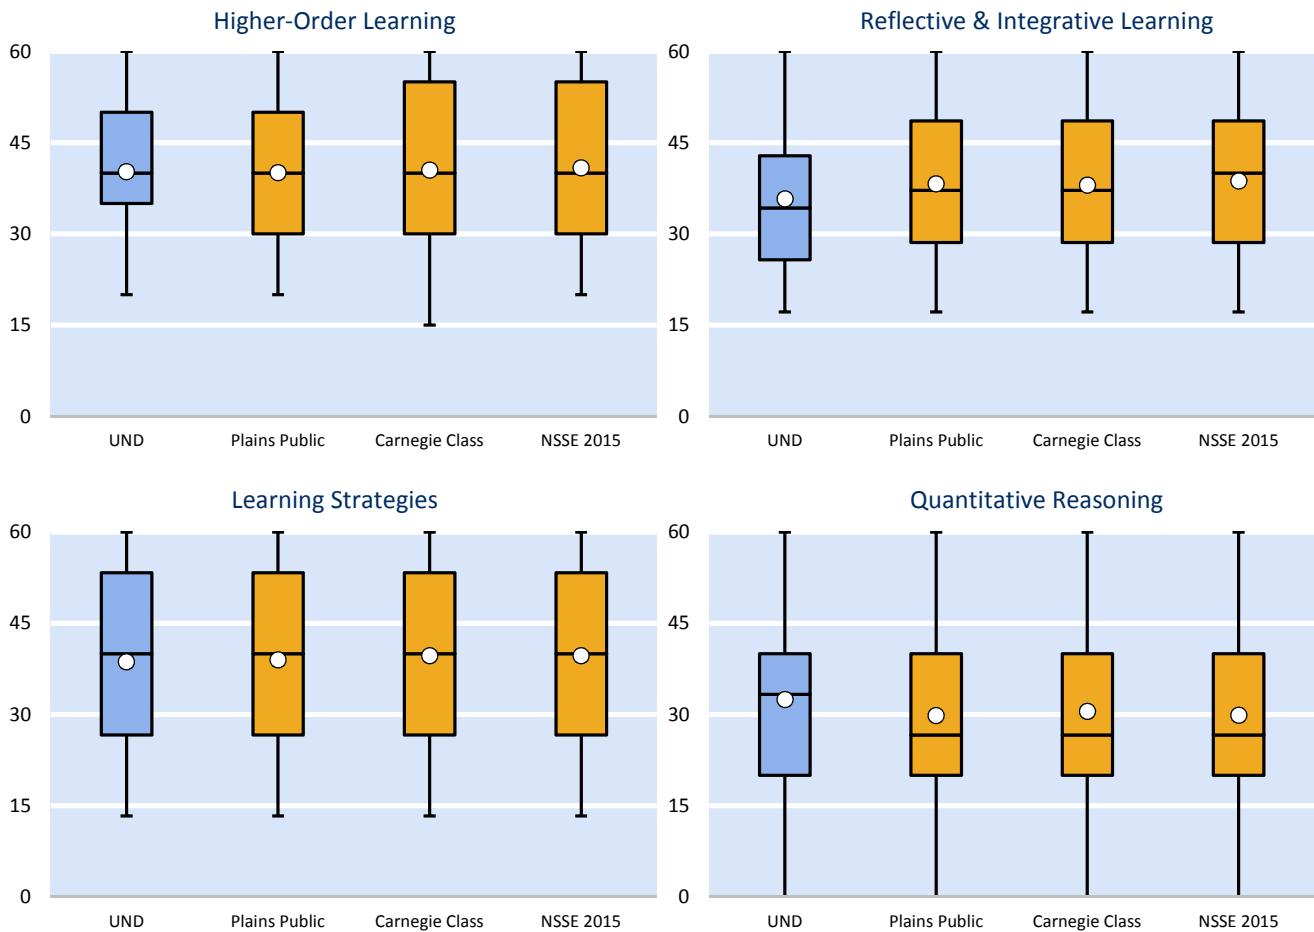 Higher-Order Learning
60
45
30
15
0
UND Plains Public Carnegie Class NSSE 2015
Reflective & Integrative Learning
60
45
30
15
0
UND Plains Public Carnegie Class NSSE 2015
Learning Strategies
60
45
30
15
0
UND Plains Public Carnegie Class NSSE 2015
Quantitative Reasoning
60
45
30
15
0
UND Plains Public Carnegie Class NSSE 2015